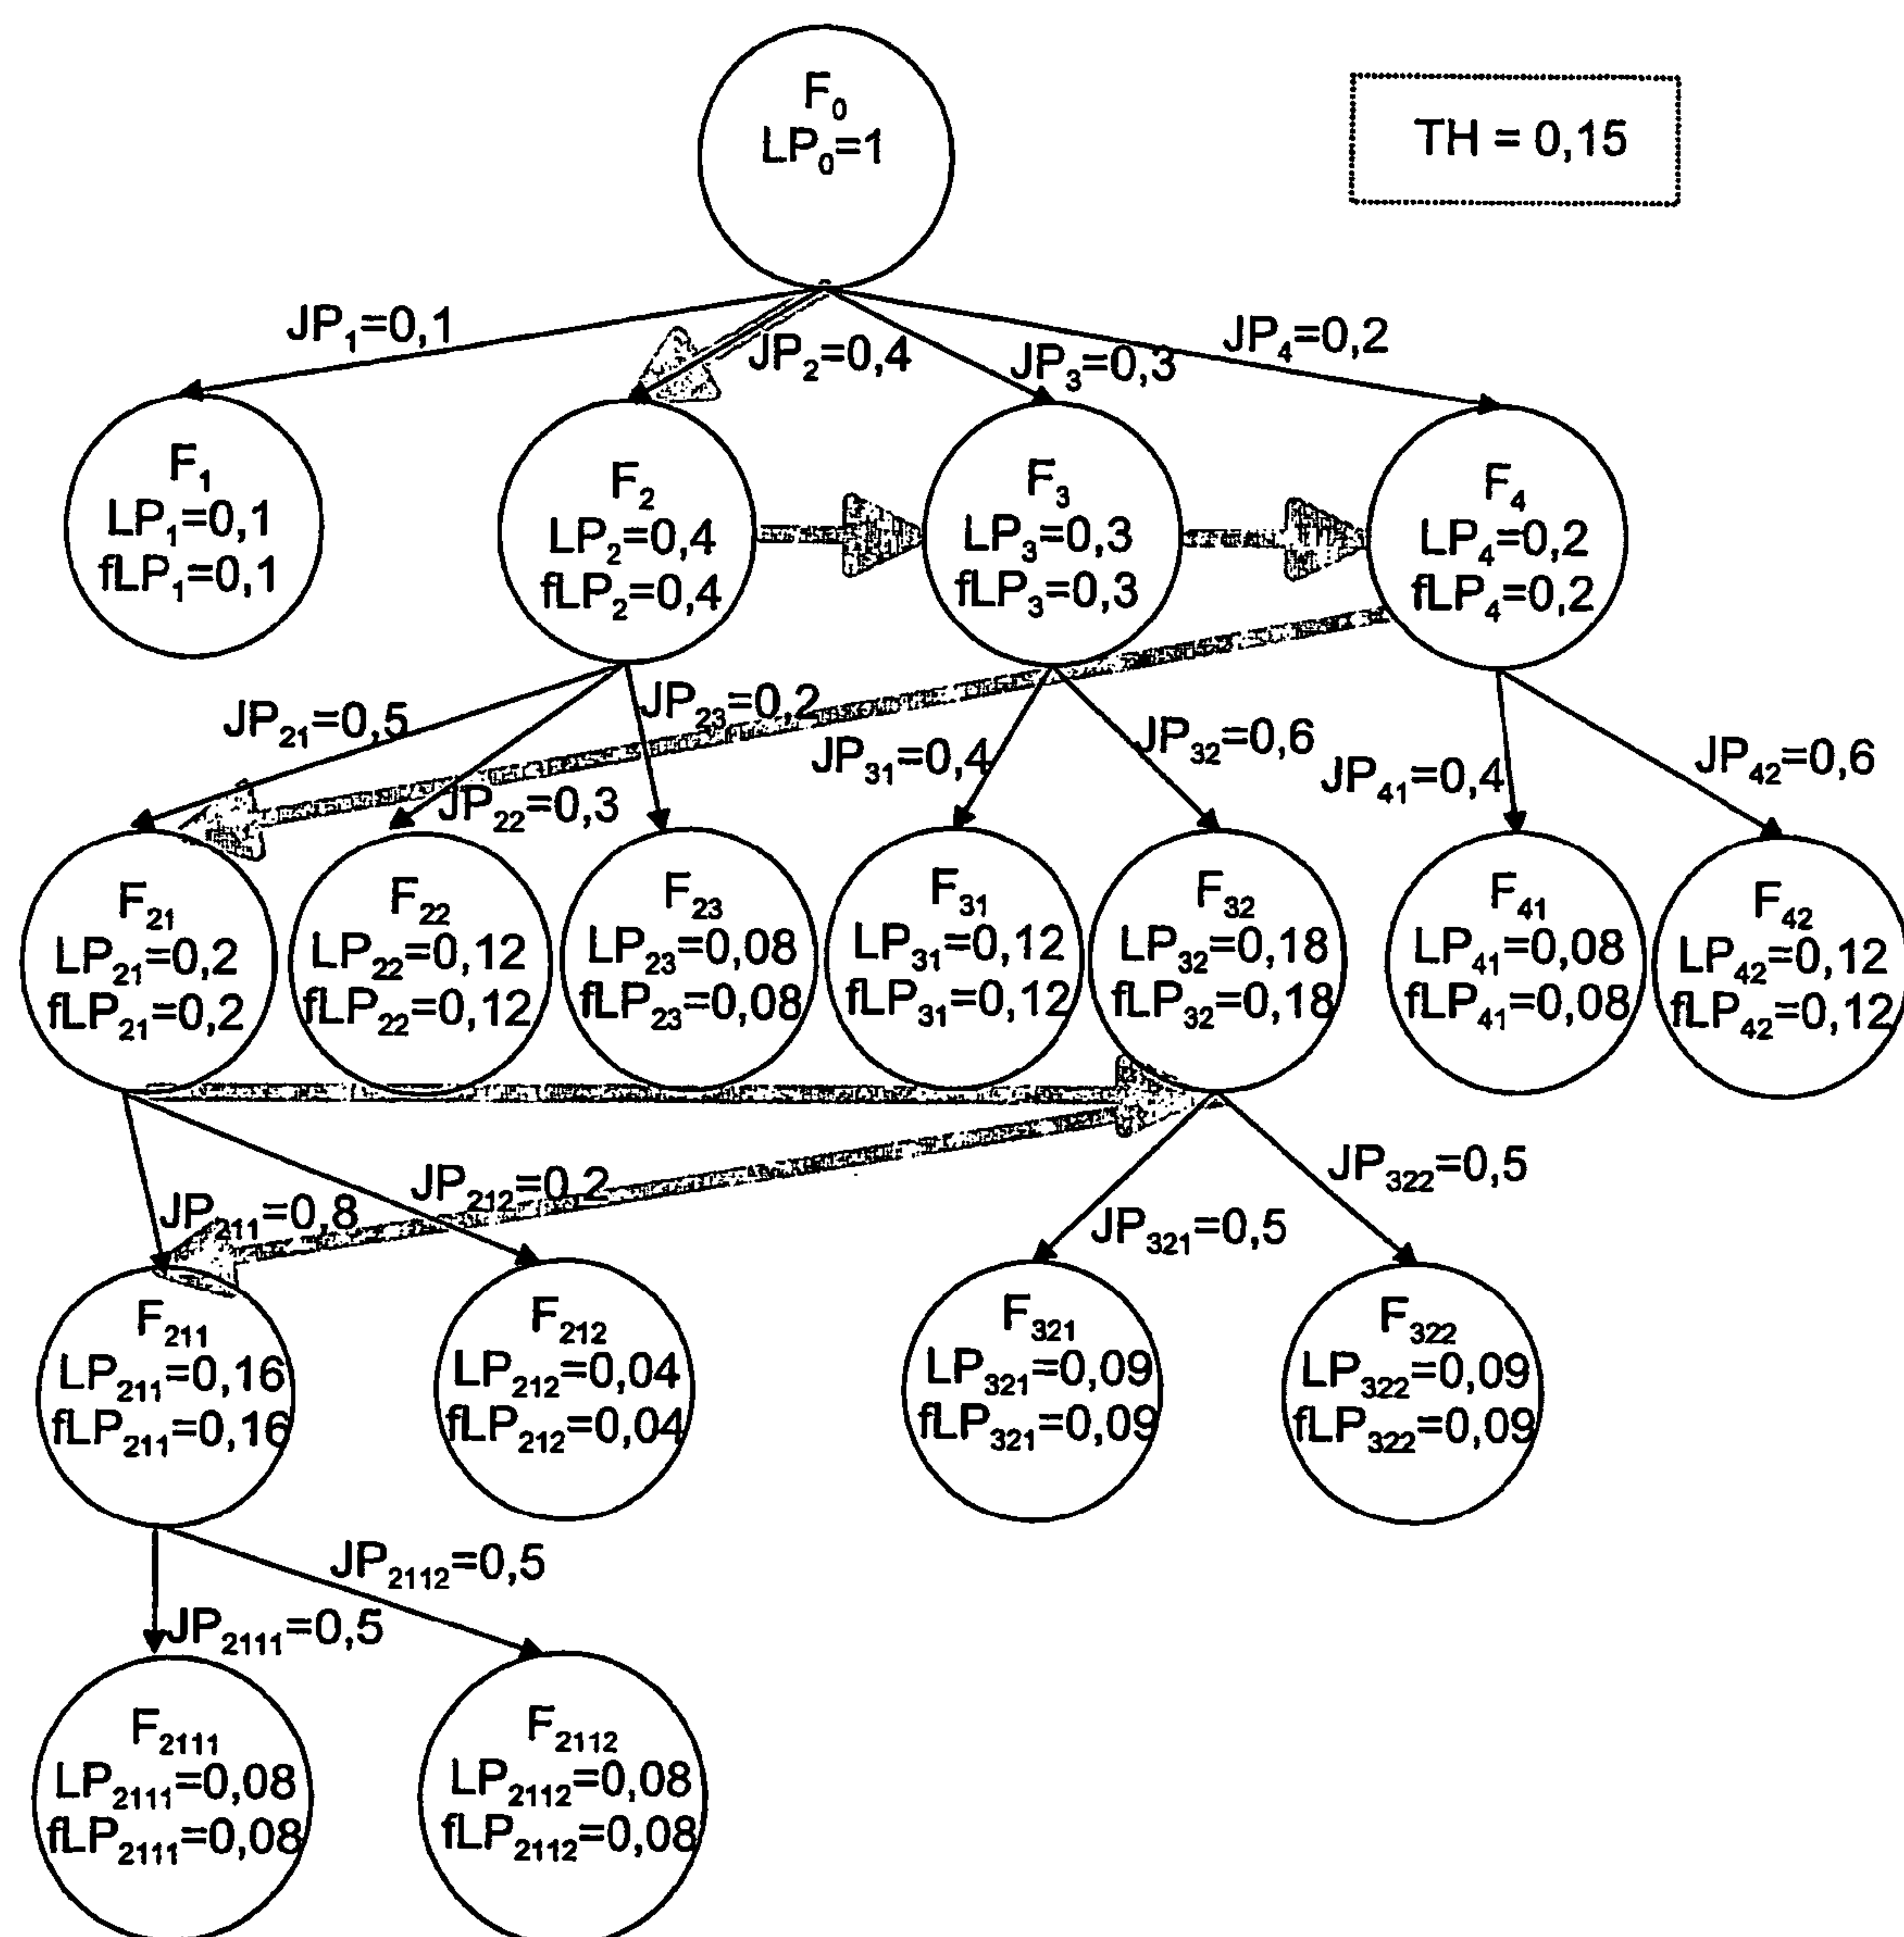 F₀
LP₀=1
TH = 0,15
JP₁=0,1
JP₂=0,4
JP₃=0,3
JP₄=0,2
F₁
LP₁=0,1
fLP₁=0,1
F₂
LP₂=0,4
fLP₂=0,4
F₃
LP₃=0,3
fLP₃=0,3
F₄
LP₄=0,2
fLP₄=0,2
JP₂₁=0,5
JP₂₂=0,3
JP₂₃=0,2
JP₃₁=0,4
JP₃₂=0,6
JP₄₁=0,4
JP₄₂=0,6
F₂₁
LP₂₁=0,2
fLP₂₁=0,2
F₂₂
LP₂₂=0,12
fLP₂₂=0,12
F₂₃
LP₂₃=0,08
fLP₂₃=0,08
F₃₁
LP₃₁=0,12
fLP₃₁=0,12
F₃₂
LP₃₂=0,18
fLP₃₂=0,18
F₄₁
LP₄₁=0,08
fLP₄₁=0,08
F₄₂
LP₄₂=0,12
fLP₄₂=0,12
JP₂₁₁=0,8
JP₂₁₂=0,2
JP₃₂₁=0,5
JP₃₂₂=0,5
F₂₁₁
LP₂₁₁=0,16
fLP₂₁₁=0,16
F₂₁₂
LP₂₁₂=0,04
fLP₂₁₂=0,04
F₃₂₁
LP₃₂₁=0,09
fLP₃₂₁=0,09
F₃₂₂
LP₃₂₂=0,09
fLP₃₂₂=0,09
JP₂₁₁₁=0,5
JP₂₁₁₂=0,5
F₂₁₁₁
LP₂₁₁₁=0,08
fLP₂₁₁₁=0,08
F₂₁₁₂
LP₂₁₁₂=0,08
fLP₂₁₁₂=0,08